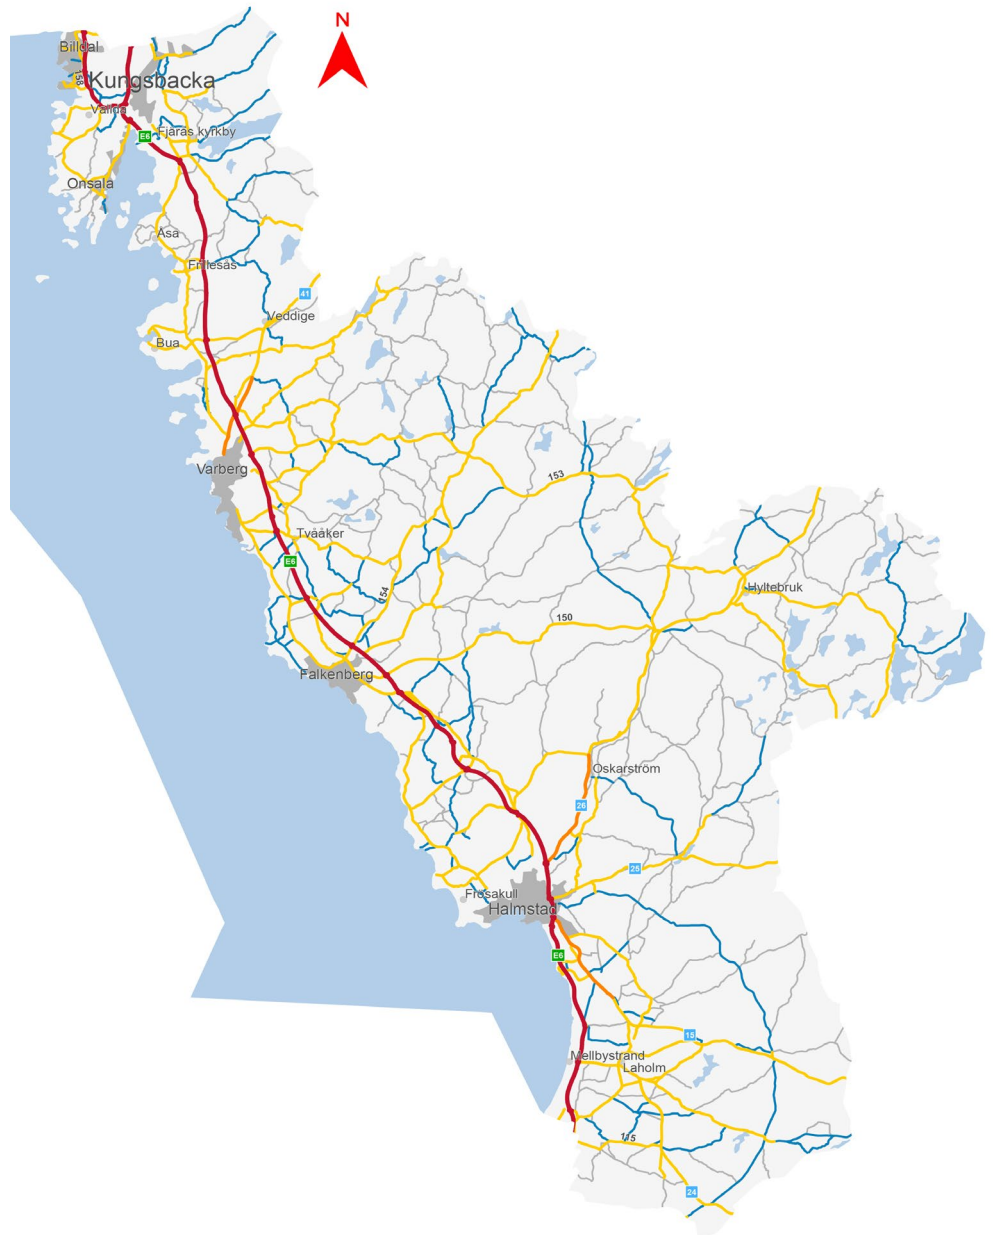 N
Billdal
158
Kungsbacka
Vallda
E6
Fjärås kyrkby
Onsala
Åsa
Frillesås
41
Veddige
Bua
Varberg
153
Tvååker
E6
154
Hyltebruk
150
Falkenberg
Oskarström
26
25
Frösakull
Halmstad
E6
15
Mellbystrand
Laholm
115
24